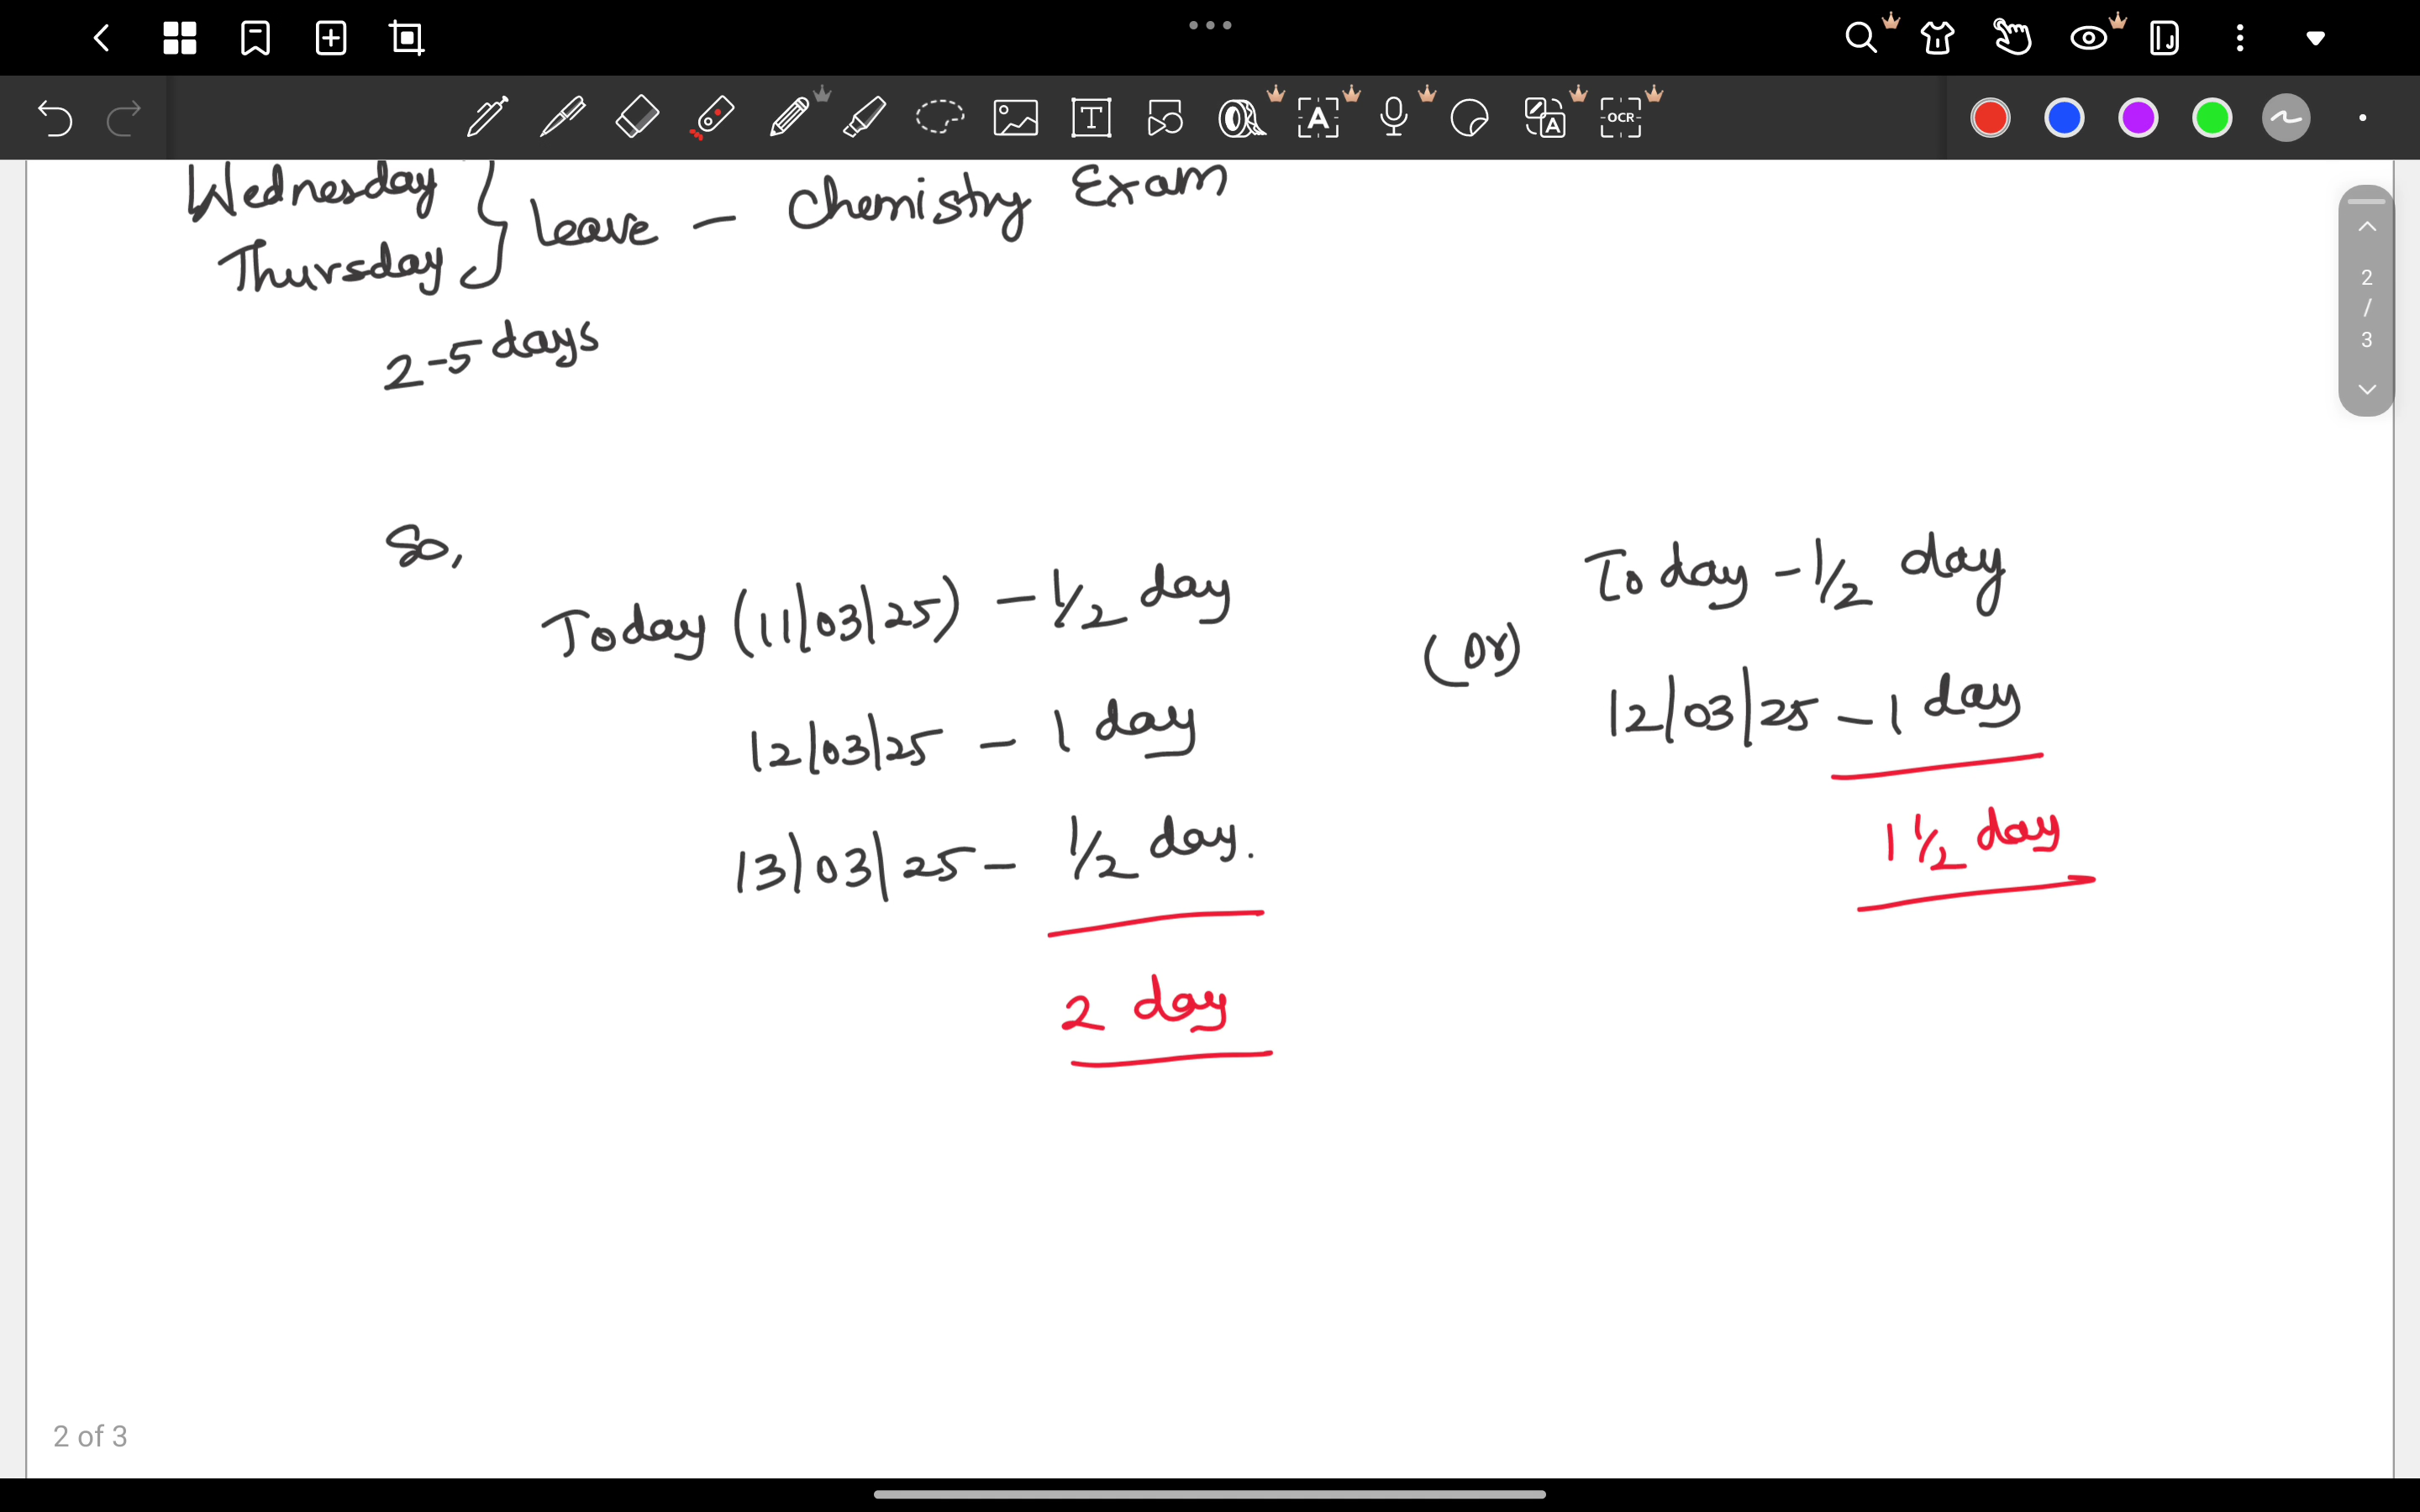 A
T
A
OCR
Wednesday } leave - Chemistry Exam
Thursday
2-5 days
2
/
3
So,
Today (11|03|25) - 1/2 day
12|03|25 - 1 day
13|03|25 - 1/2 day.
2 day
(or)
Today - 1/2 day
12|03|25 - 1 day
1 1/2 day
2 of 3